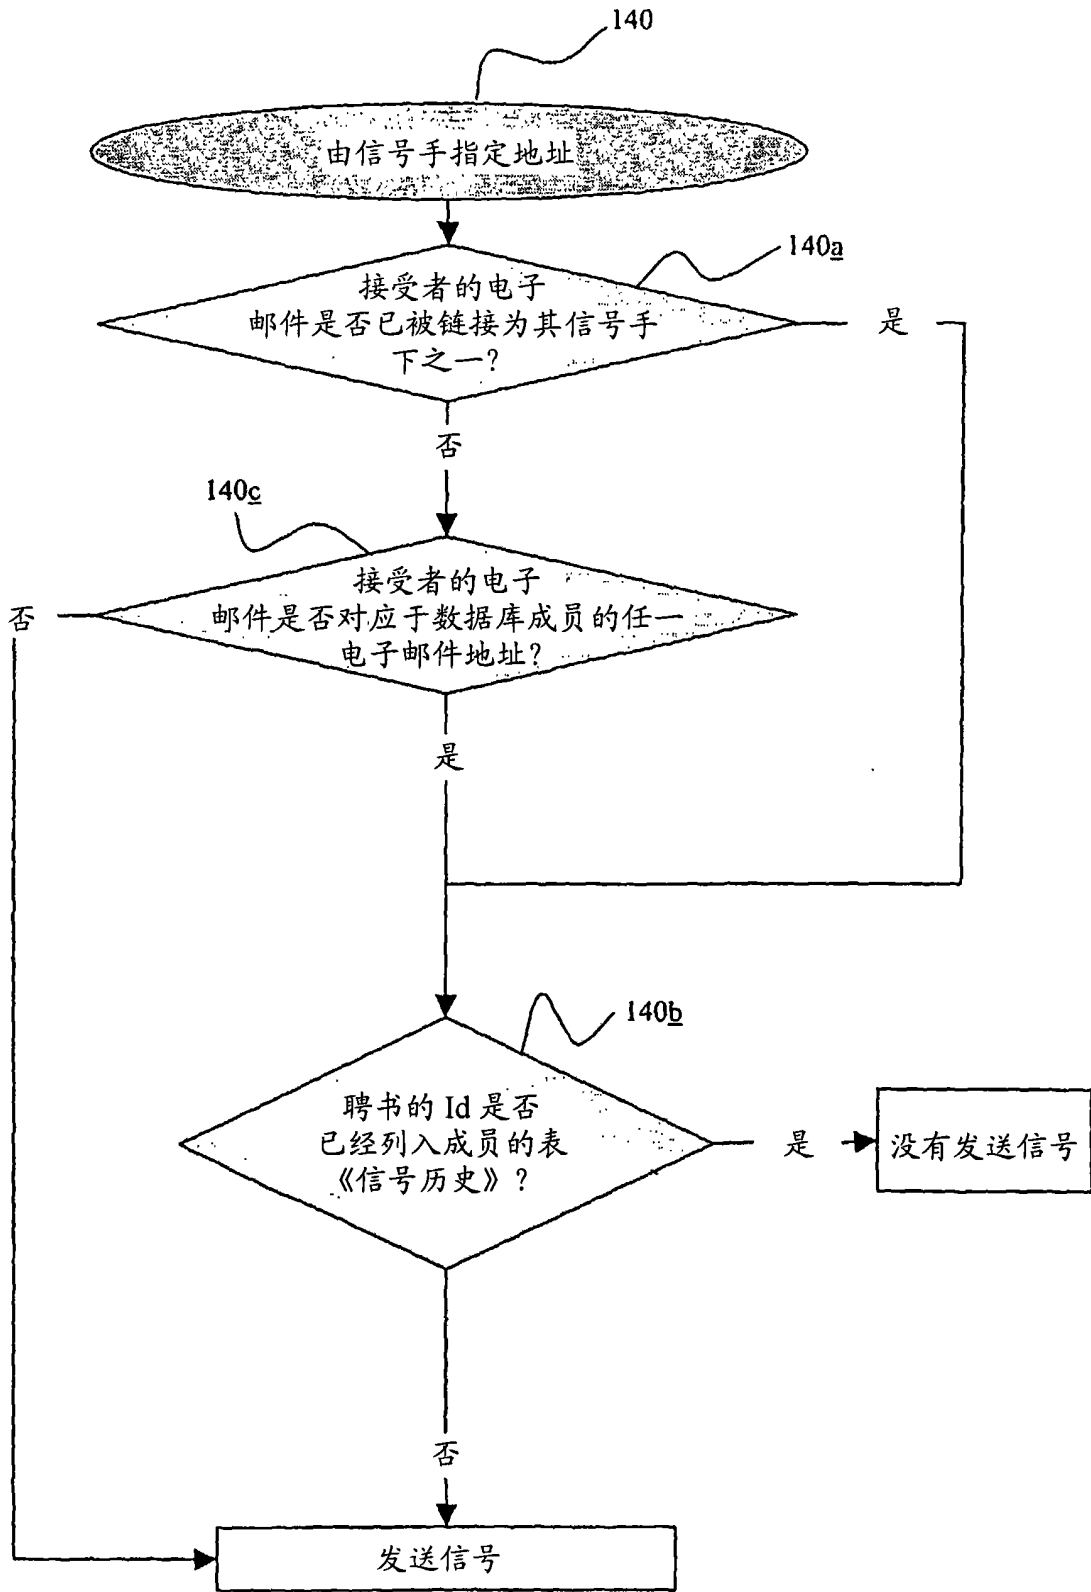 140
由信号手指定地址
140a
接受者的电子
邮件是否已被链接为其信号手
下之一？
是
否
140c
接受者的电子
邮件是否对应于数据库成员的任一
电子邮件地址？
否
是
140b
聘书的 Id 是否
已经列入成员的表
《信号历史》？
是
没有发送信号
否
发送信号